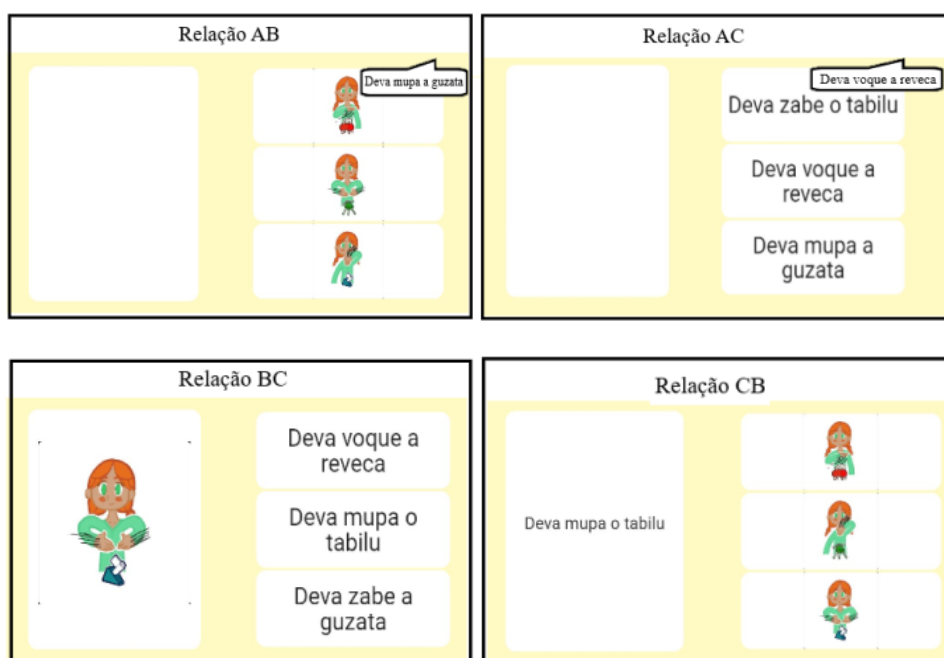 Relação AB
Deva mupa a guzata
Relação AC
Deva voque a reveca
Deva zabe o tabilu
Deva voque a
reveca
Deva mupa a
guzata
Relação BC
Deva voque a
reveca
Deva mupa o
tabilu
Deva zabe a
guzata
Relação CB
Deva mupa o tabilu